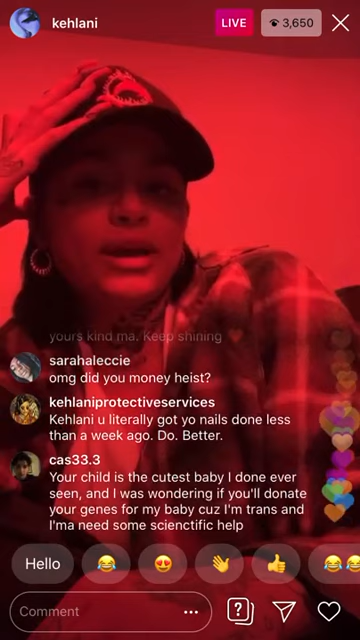 kehlani LIVE 3,650
yours kind ma. Keep shining
sarahaleccie
omg did you money heist?
kehlaniprotectiveservices
Kehlani u literally got yo nails done less
than a week ago. Do. Better.
cas33.3
Your child is the cutest baby I done ever
seen, and I was wondering if you'll donate
your genes for my baby cuz I'm trans and
I'ma need some scienctific help
Hello
Comment